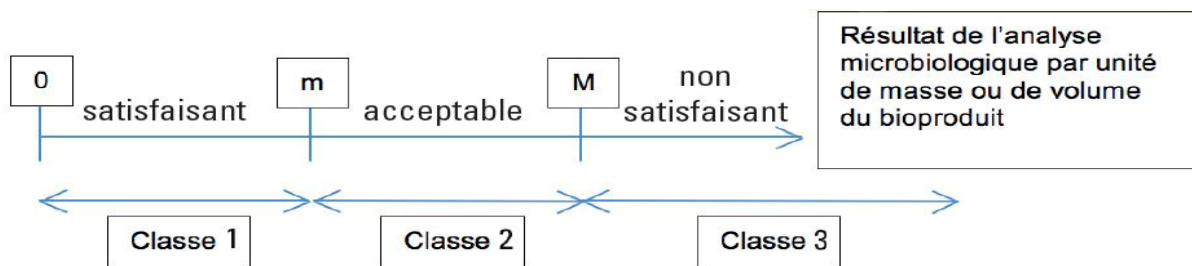 0
m
M
satisfaisant
acceptable
non
satisfaisant
Résultat de l'analyse
microbiologique par unité
de masse ou de volume
du bioproduit
Classe 1
Classe 2
Classe 3